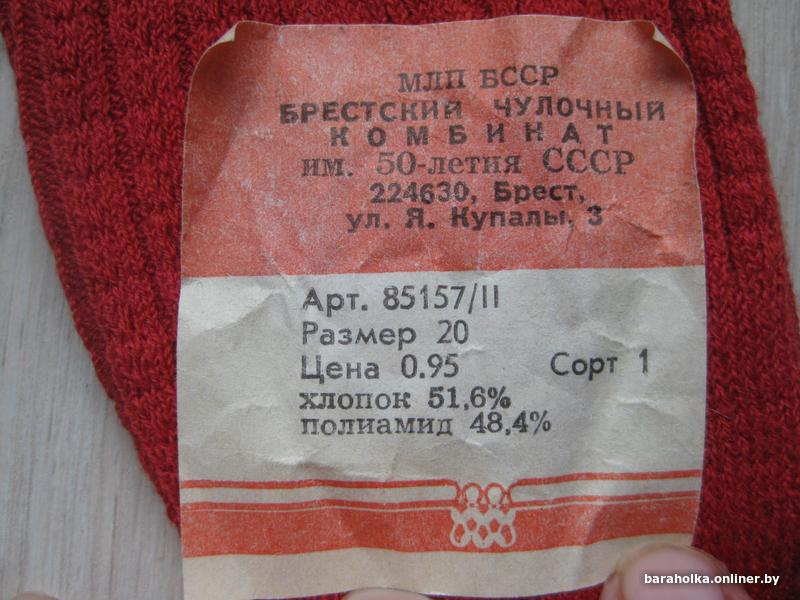 МЛП БССР
БРЕСТСКИЙ ЧУЛОЧНЫЙ
КОМБИНАТ
им. 50-летия СССР
224630, Брест,
ул. Я. Купалы, 3
Арт. 85157/II
Размер 20
Цена 0.95 Сорт 1
хлопок 51,6%
полиамид 48,4%
baraholka.onliner.by